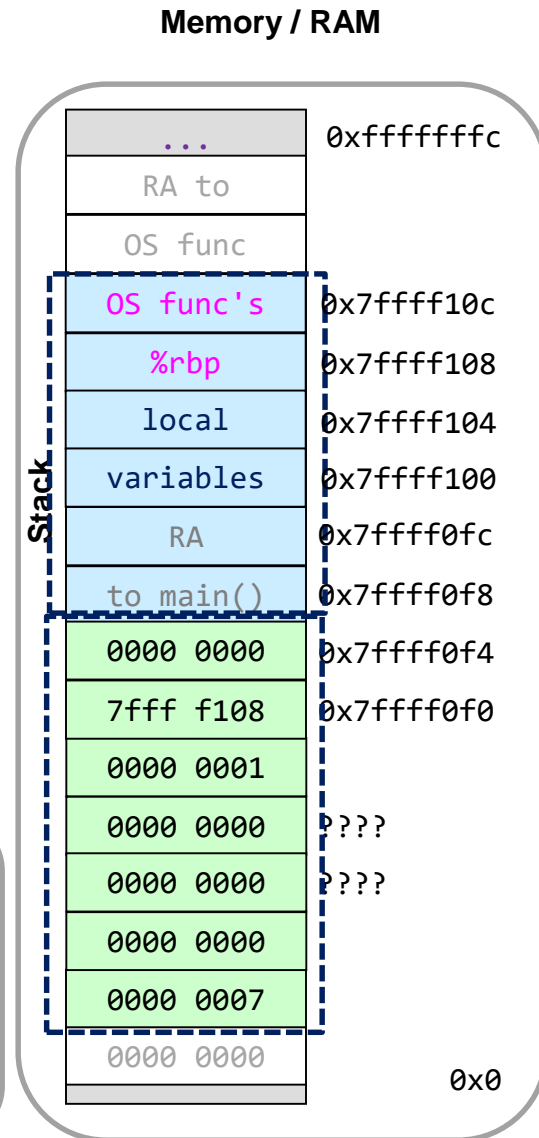 Memory / RAM
... 0xfffffffc
RA to
OS func
OS func's 0x7ffff10c
%rbp 0x7ffff108
local 0x7ffff104
variables 0x7ffff100
RA 0x7ffff0fc
to main() 0x7ffff0f8
0000 0000 0x7ffff0f4
7fff f108 0x7ffff0f0
0000 0001
0000 0000 ????
0000 0000 ????
0000 0000
0000 0007
0000 0000
0x0
Stack